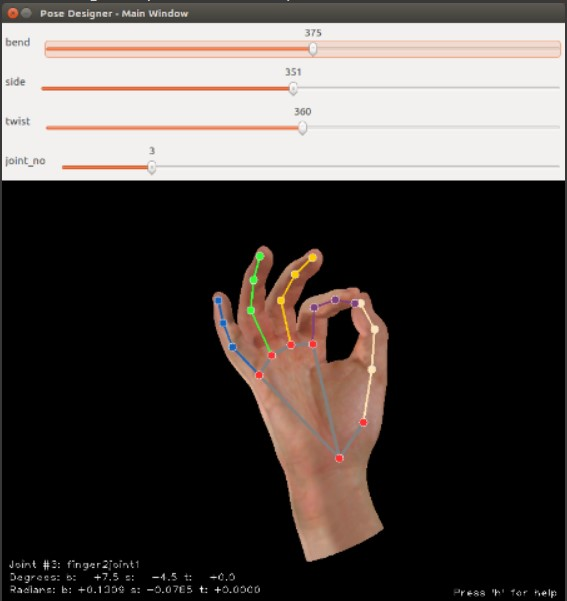 Pose Designer - Main Window
375
bend
351
side
360
twist
3
joint_no
Joint #3: finger2joint1
Degrees: b: +7.5 s: -4.5 t: +0.0
Radians: b: +0.1309 s: -0.0785 t: +0.0000
Press 'h' for help